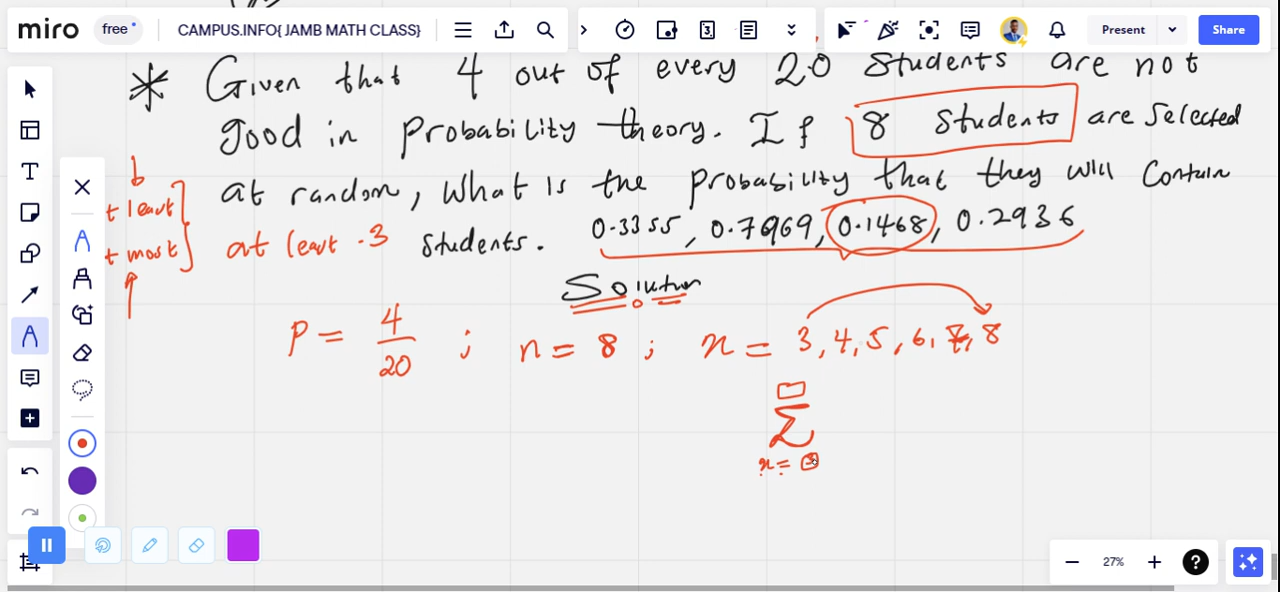 miro free CAMPUS.INFO{ JAMB MATH CLASS} Present Share
* Given that 4 out of every 20 students are not
good in probability theory. If 8 students are selected
at random, what is the probability that they will contain
at least 3 students. 0.3355, 0.7969, 0.1468, 0.2936
t least
t most
Solution
P = 4/20 ; n = 8 ; x = 3, 4, 5, 6, 7, 8
Σ
x =
27%